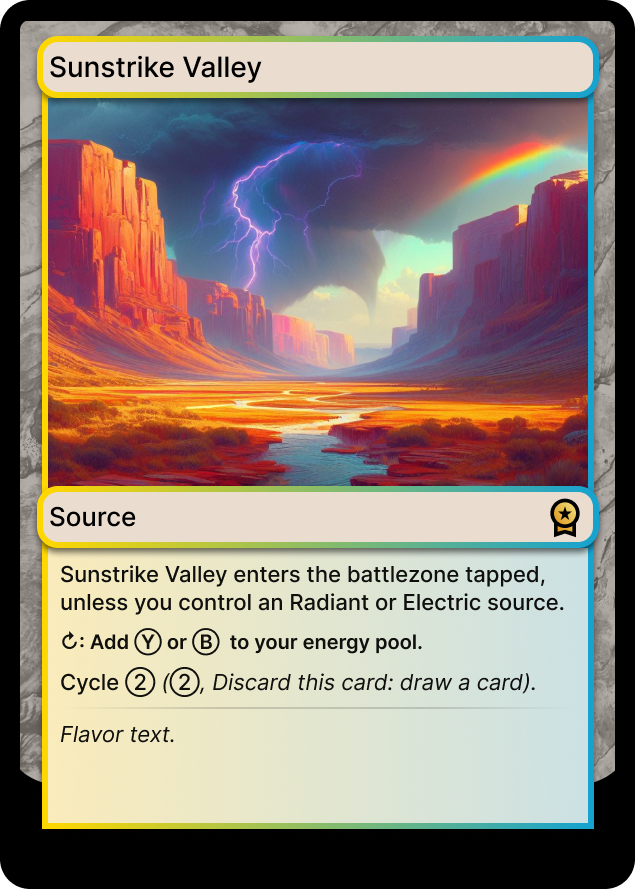 Sunstrike Valley
Source
Sunstrike Valley enters the battlezone tapped,
unless you control an Radiant or Electric source.
↻: Add Ⓨ or Ⓑ to your energy pool.
Cycle ② (②, Discard this card: draw a card).
Flavor text.